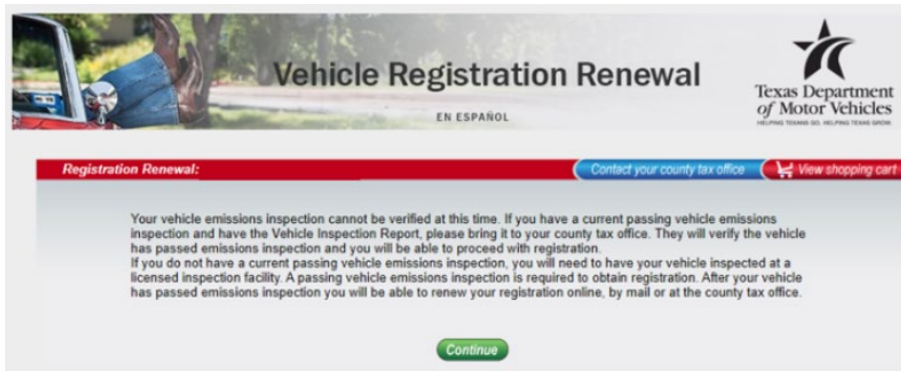 Vehicle Registration Renewal
EN ESPAÑOL
Texas Department
of Motor Vehicles
HELPING TEXANS GO. HELPING TEXAS GROW.
Registration Renewal:
Contact your county tax office
View shopping cart
Your vehicle emissions inspection cannot be verified at this time. If you have a current passing vehicle emissions
inspection and have the Vehicle Inspection Report, please bring it to your county tax office. They will verify the vehicle
has passed emissions inspection and you will be able to proceed with registration.
If you do not have a current passing vehicle emissions inspection, you will need to have your vehicle inspected at a
licensed inspection facility. A passing vehicle emissions inspection is required to obtain registration. After your vehicle
has passed emissions inspection you will be able to renew your registration online, by mail or at the county tax office.
Continue